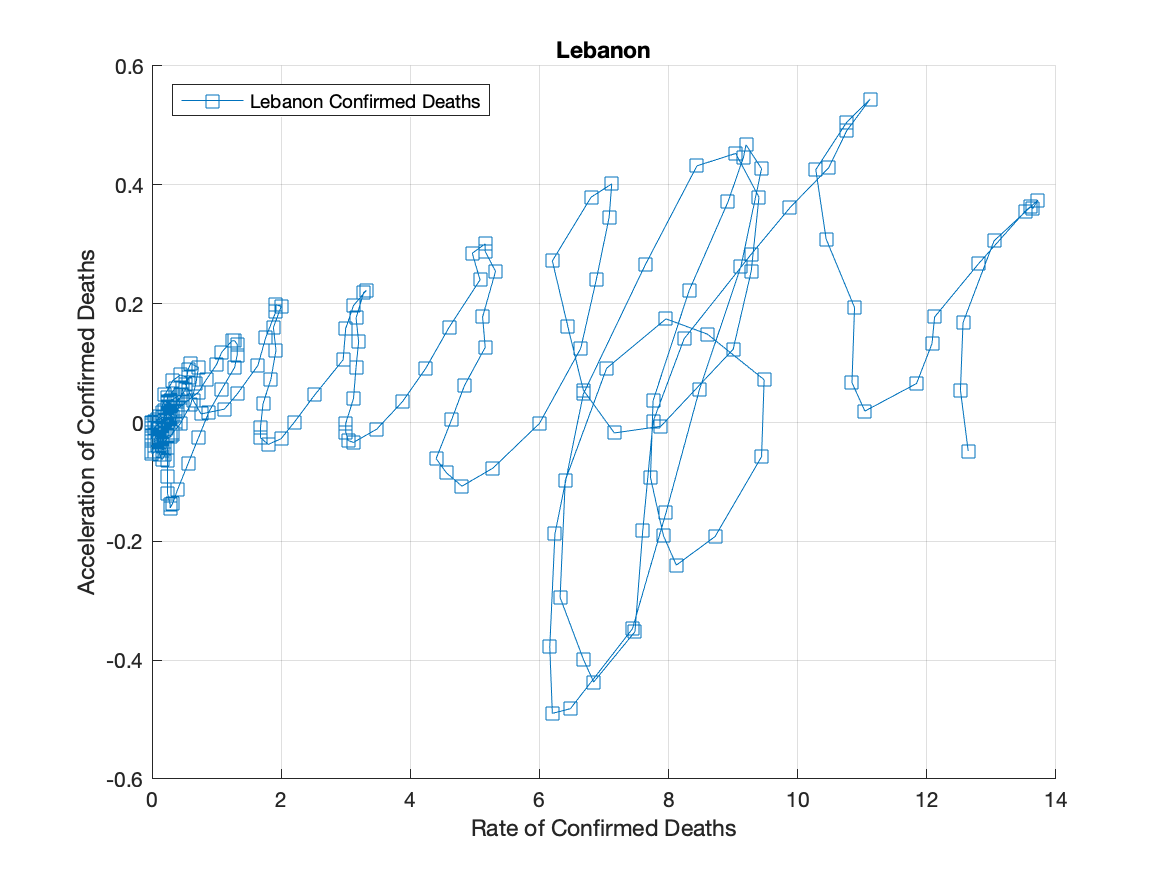 Lebanon
Lebanon Confirmed Deaths
0.6
0.4
0.2
0
-0.2
-0.4
-0.6
Acceleration of Confirmed Deaths
0 2 4 6 8 10 12 14
Rate of Confirmed Deaths